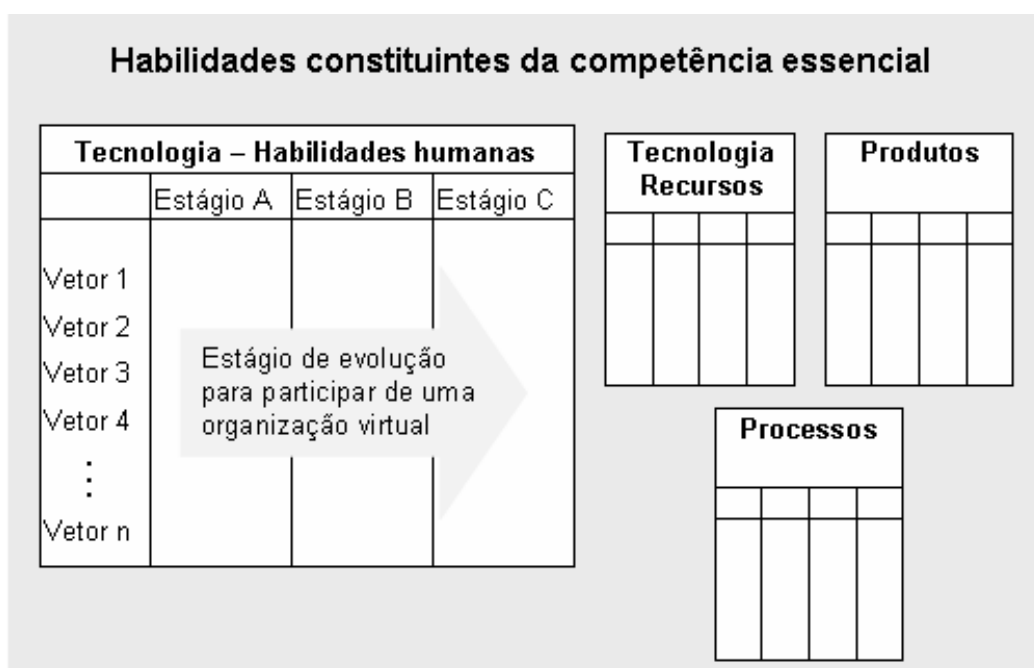 Habilidades constituintes da competência essencial
Tecnologia – Habilidades humanas
Estágio A Estágio B Estágio C
Vetor 1
Vetor 2
Vetor 3
Vetor 4
⋮
Vetor n
Estágio de evolução
para participar de uma
organização virtual
Tecnologia
Recursos
Produtos
Processos